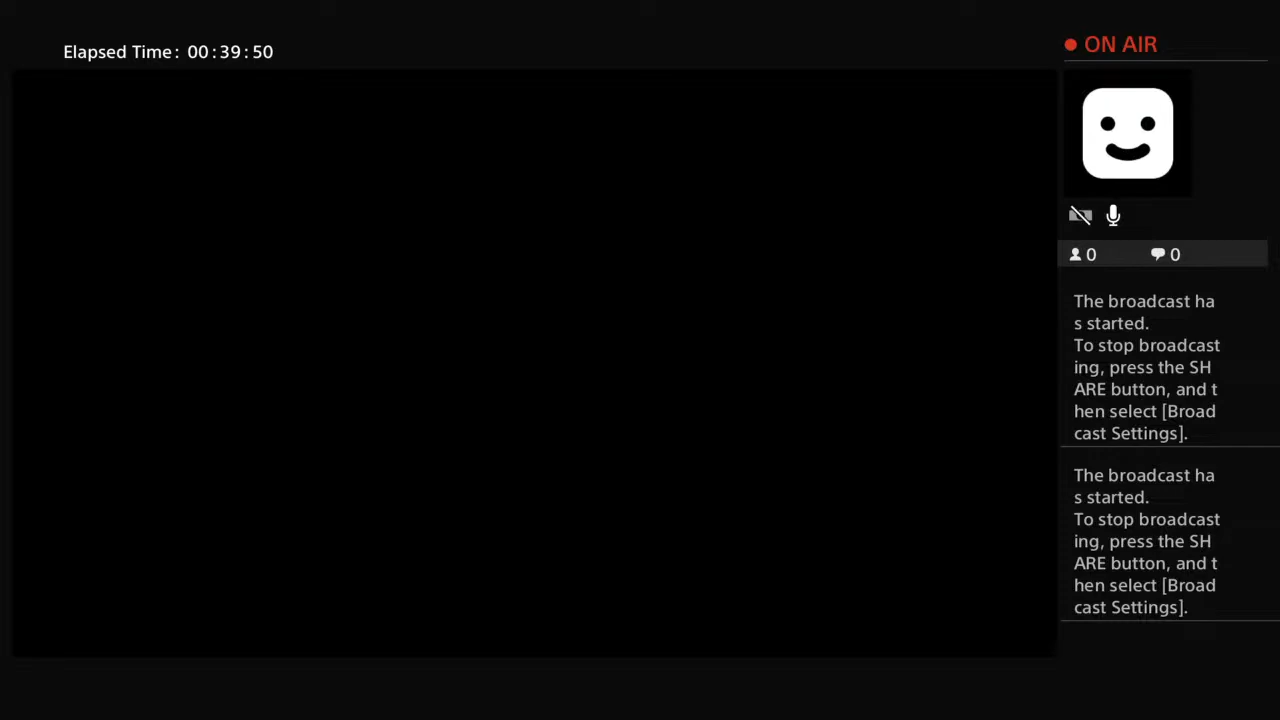 Elapsed Time: 00:39:50
ON AIR
0 0
The broadcast ha
s started.
To stop broadcast
ing, press the SH
ARE button, and t
hen select [Broad
cast Settings].
The broadcast ha
s started.
To stop broadcast
ing, press the SH
ARE button, and t
hen select [Broad
cast Settings].